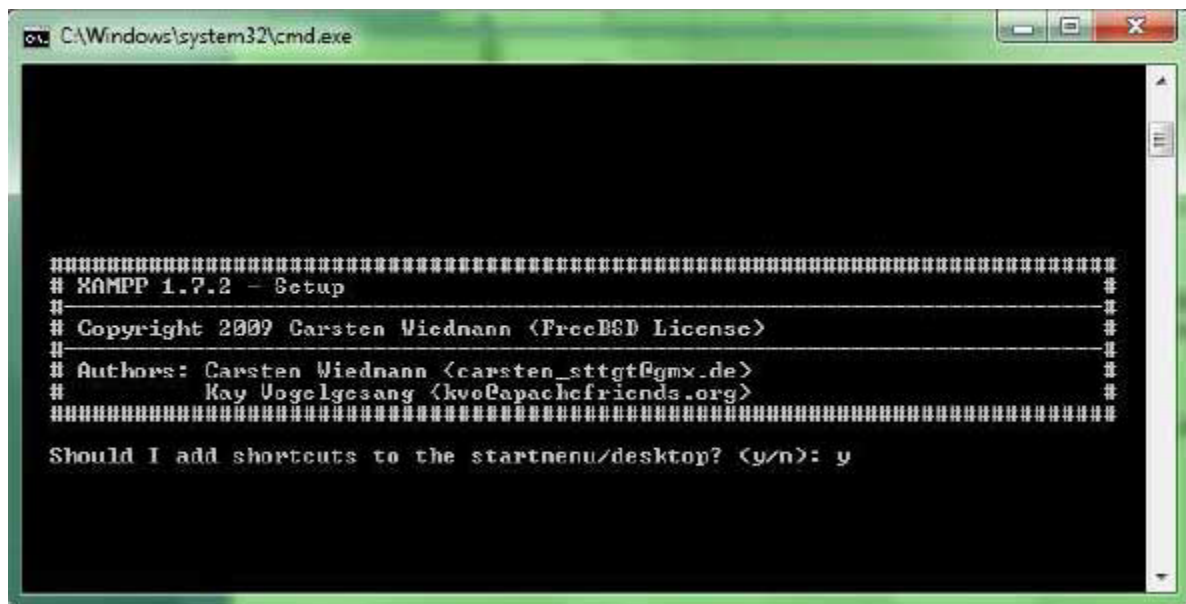 C:\Windows\system32\cmd.exe
###########################################################################
# XAMPP 1.7.2 - Setup #
#---------------------------------------------------------------------------#
# Copyright 2009 Carsten Wiedmann (FreeBSD License) #
#---------------------------------------------------------------------------#
# Authors: Carsten Wiedmann <carsten_sttgt@gmx.de> #
# Kay Vogelgesang <kvo@apachefriends.org> #
###########################################################################
Should I add shortcuts to the startmenu/desktop? (y/n): y